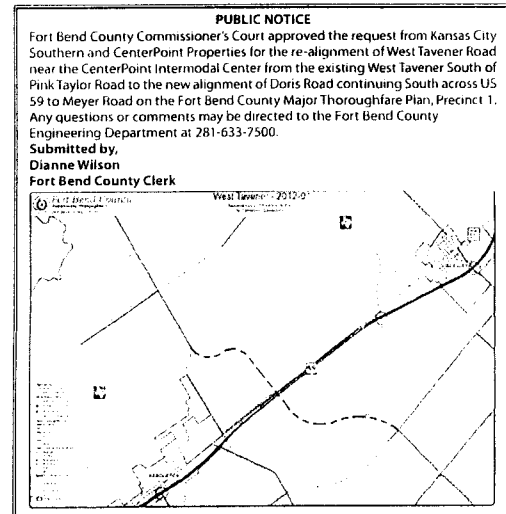 PUBLIC NOTICE
Fort Bend County Commissioner's Court approved the request from Kansas City
Southern and CenterPoint Properties for the re-alignment of West Tavener Road
near the CenterPoint Intermodal Center from the existing West Tavener South of
Pink Taylor Road to the new alignment of Doris Road continuing South across US
59 to Meyer Road on the Fort Bend County Major Thoroughfare Plan, Precinct 1.
Any questions or comments may be directed to the Fort Bend County
Engineering Department at 281-633-7500.
Submitted by,
Dianne Wilson
Fort Bend County Clerk
Fort Bend County
West Tavener - 2012-0